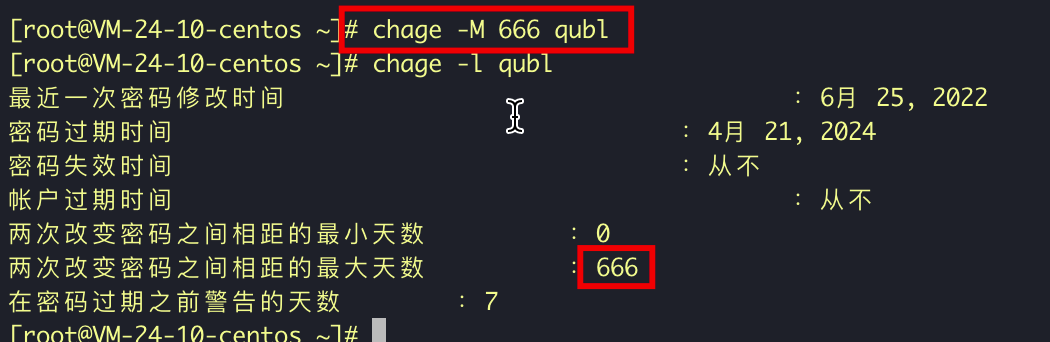 [root@VM-24-10-centos ~]# chage -M 666 qubl
[root@VM-24-10-centos ~]# chage -l qubl
最近一次密码修改时间 : 6月 25, 2022
密码过期时间 : 4月 21, 2024
密码失效时间 : 从不
帐户过期时间 : 从不
两次改变密码之间相距的最小天数 : 0
两次改变密码之间相距的最大天数 : 666
在密码过期之前警告的天数 : 7
[root@VM-24-10-centos ~]#